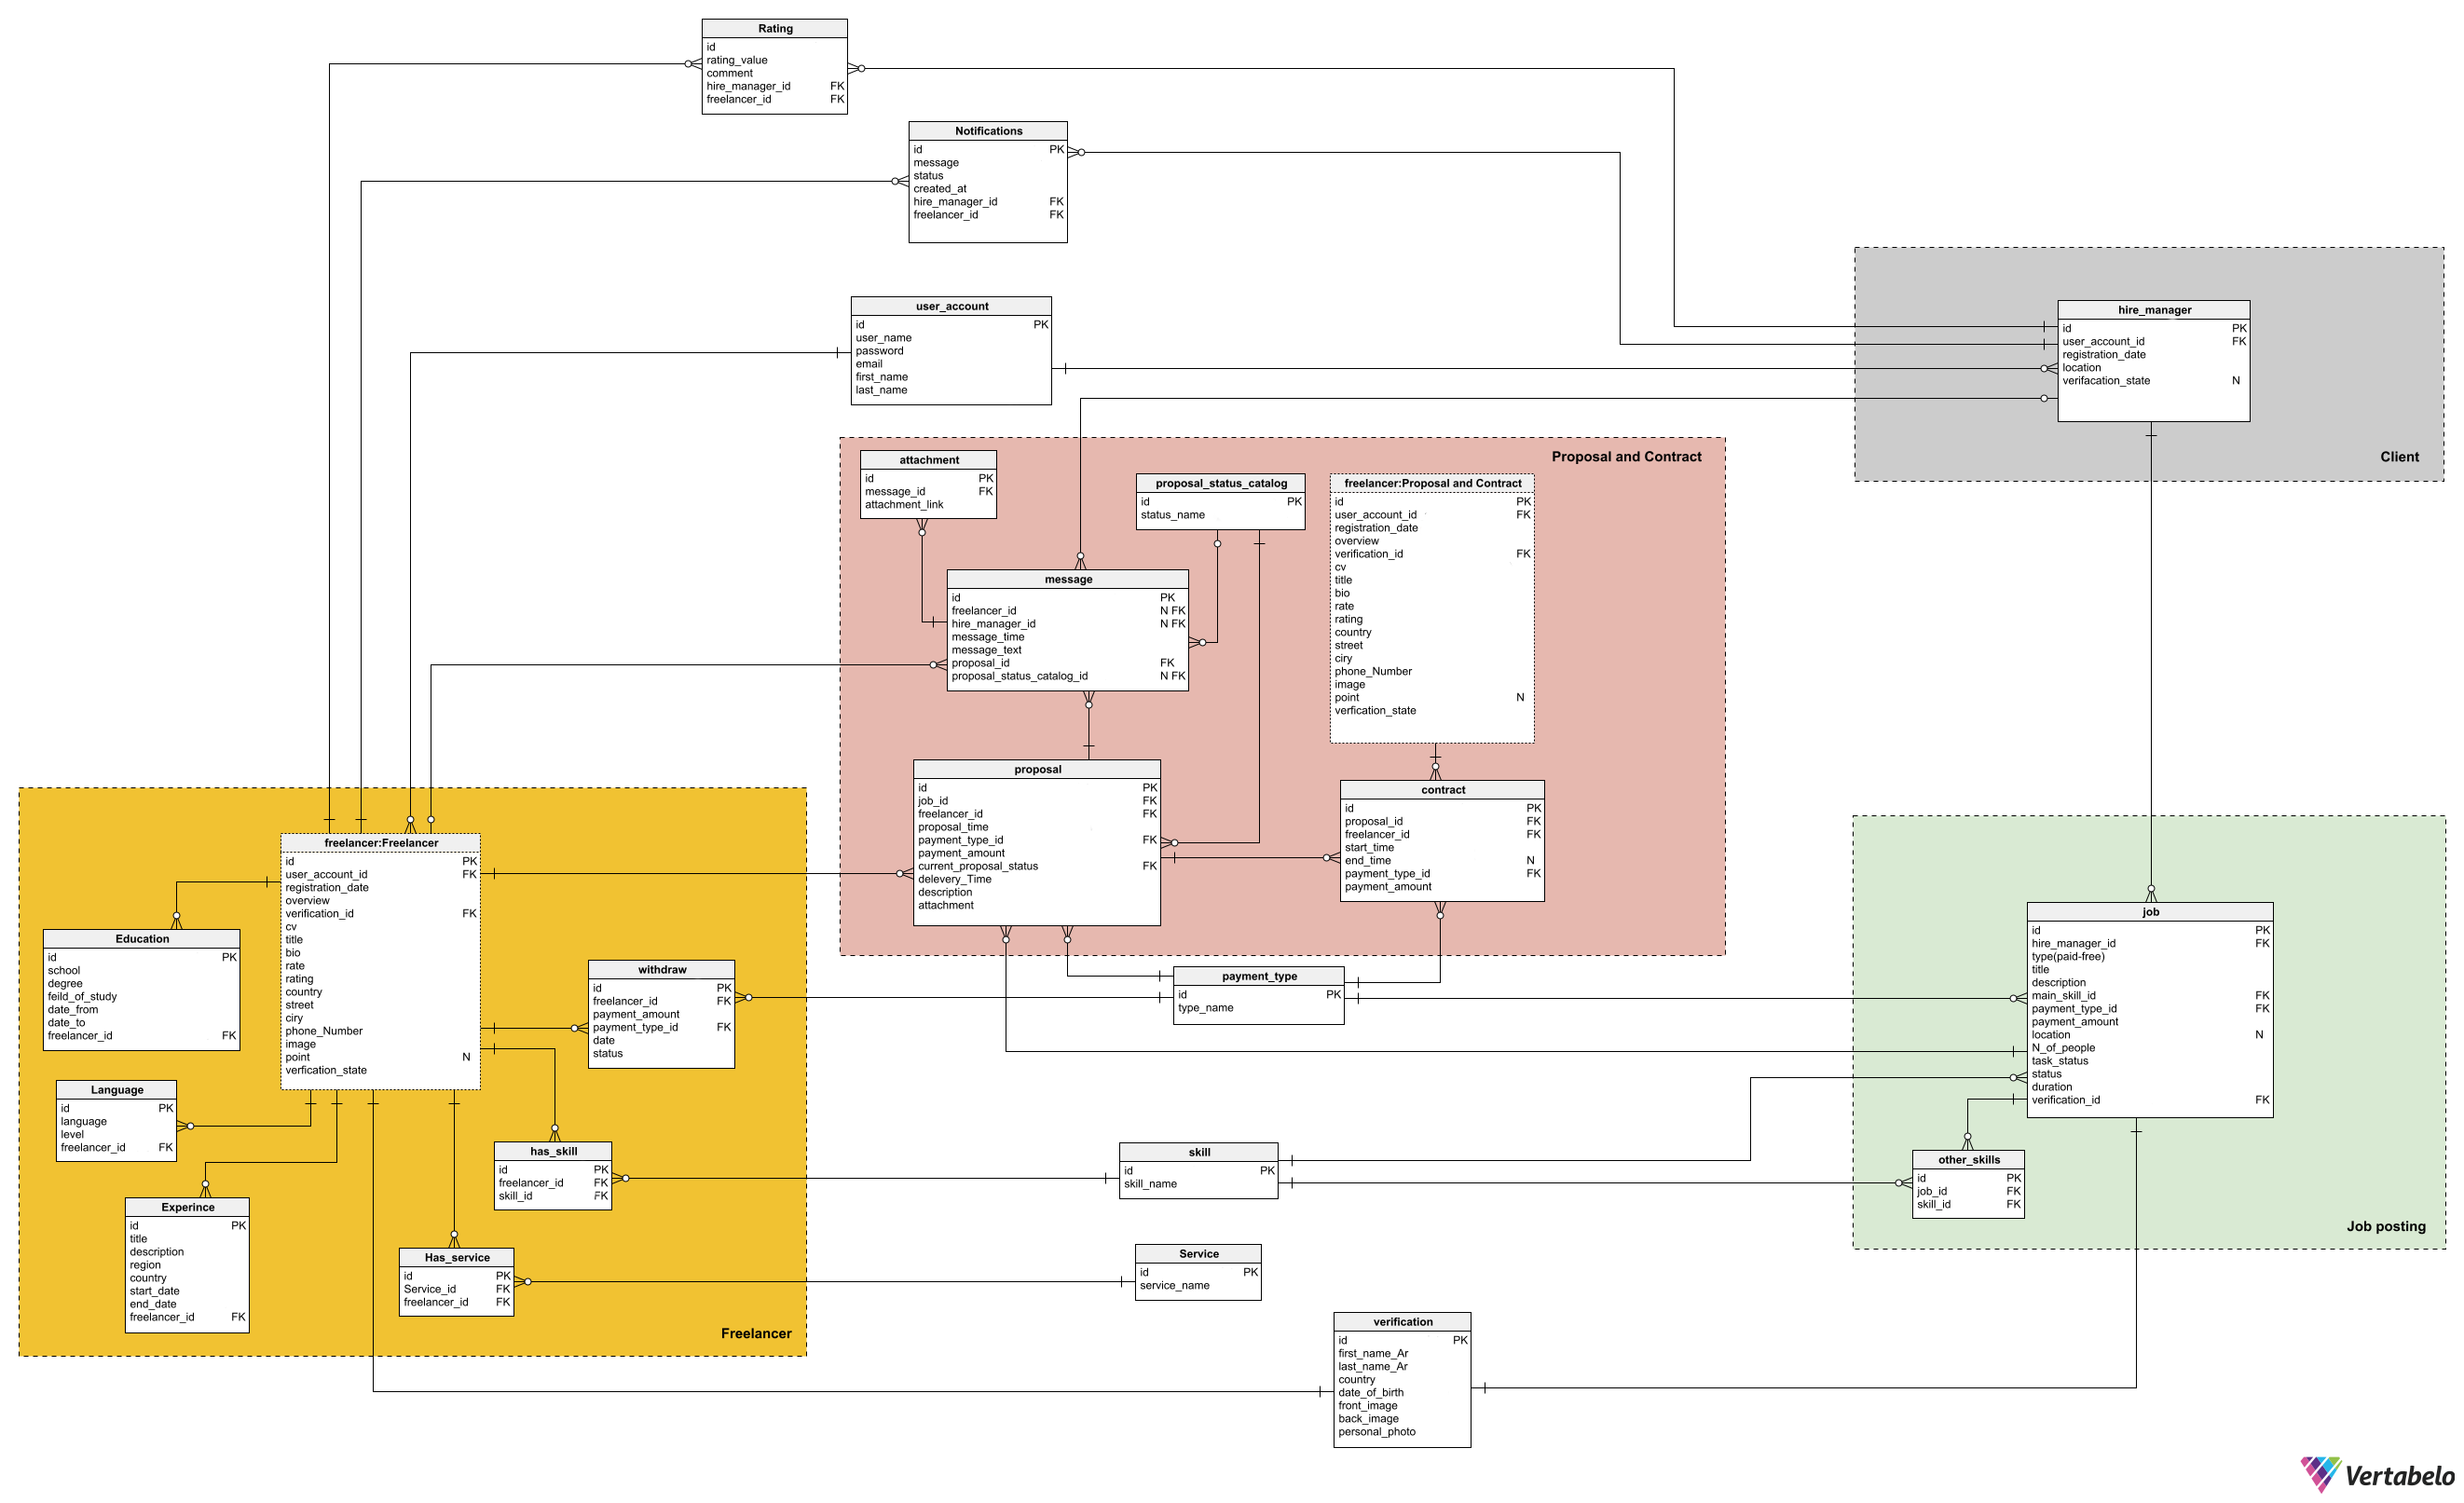 Rating
id
rating_value
comment
hire_manager_id FK
freelancer_id FK
Notifications
id PK
message
status
created_at
hire_manager_id FK
freelancer_id FK
user_account
id PK
user_name
password
email
first_name
last_name
hire_manager
id PK
user_account_id FK
registration_date
location
verifacation_state N
Client
Proposal and Contract
attachment
id PK
message_id FK
attachment_link
proposal_status_catalog
id PK
status_name
freelancer:Proposal and Contract
id PK
user_account_id FK
registration_date
overview
verification_id FK
cv
title
bio
rate
rating
country
street
ciry
phone_Number
image
point N
verfication_state
message
id PK
freelancer_id N FK
hire_manager_id N FK
message_time
message_text
proposal_id FK
proposal_status_catalog_id N FK
proposal
id PK
job_id FK
freelancer_id FK
proposal_time
payment_type_id FK
payment_amount
current_proposal_status FK
delevery_Time
description
attachment
contract
id PK
proposal_id FK
freelancer_id FK
start_time
end_time N
payment_type_id FK
payment_amount
freelancer:Freelancer
id PK
user_account_id FK
registration_date
overview
verification_id FK
cv
title
bio
rate
rating
country
street
ciry
phone_Number
image
point N
verfication_state
Education
id PK
school
degree
feild_of_study
date_from
date_to
freelancer_id FK
withdraw
id PK
freelancer_id FK
payment_amount
payment_type_id FK
date
status
payment_type
id PK
type_name
job
id PK
hire_manager_id FK
type(paid-free)
title
description
main_skill_id FK
payment_type_id FK
payment_amount
location N
N_of_people
task_status
status
duration
verification_id FK
Language
id PK
language
level
freelancer_id FK
has_skill
id PK
freelancer_id FK
skill_id FK
skill
id PK
skill_name
other_skills
id PK
job_id FK
skill_id FK
Job posting
Experince
id PK
title
description
region
country
start_date
end_date
freelancer_id FK
Has_service
id PK
Service_id FK
freelancer_id FK
Service
id PK
service_name
Freelancer
verification
id PK
first_name_Ar
last_name_Ar
country
date_of_birth
front_image
back_image
personal_photo
Vertabelo